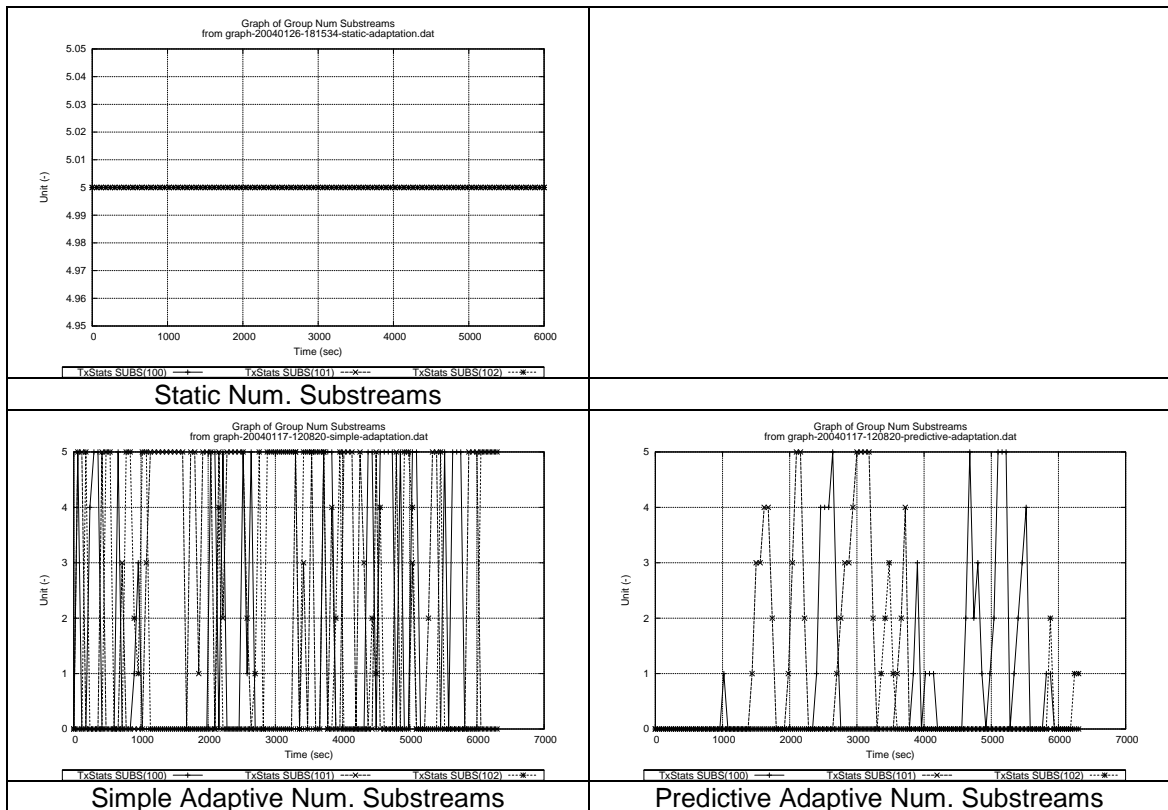 Graph of Group Num Substreams
from graph-20040126-181534-static-adaptation.dat
5.05
5.04
5.03
5.02
5.01
5
4.99
4.98
4.97
4.96
4.95
Unit (-)
0 1000 2000 3000 4000 5000 6000
Time (sec)
TxStats SUBS(100) TxStats SUBS(101) TxStats SUBS(102)
Static Num. Substreams
Graph of Group Num Substreams
from graph-20040117-120820-simple-adaptation.dat
5
4
3
2
1
0
Unit (-)
0 1000 2000 3000 4000 5000 6000 7000
Time (sec)
TxStats SUBS(100) TxStats SUBS(101) TxStats SUBS(102)
Simple Adaptive Num. Substreams
Graph of Group Num Substreams
from graph-20040117-120820-predictive-adaptation.dat
5
4
3
2
1
0
Unit (-)
0 1000 2000 3000 4000 5000 6000 7000
Time (sec)
TxStats SUBS(100) TxStats SUBS(101) TxStats SUBS(102)
Predictive Adaptive Num. Substreams